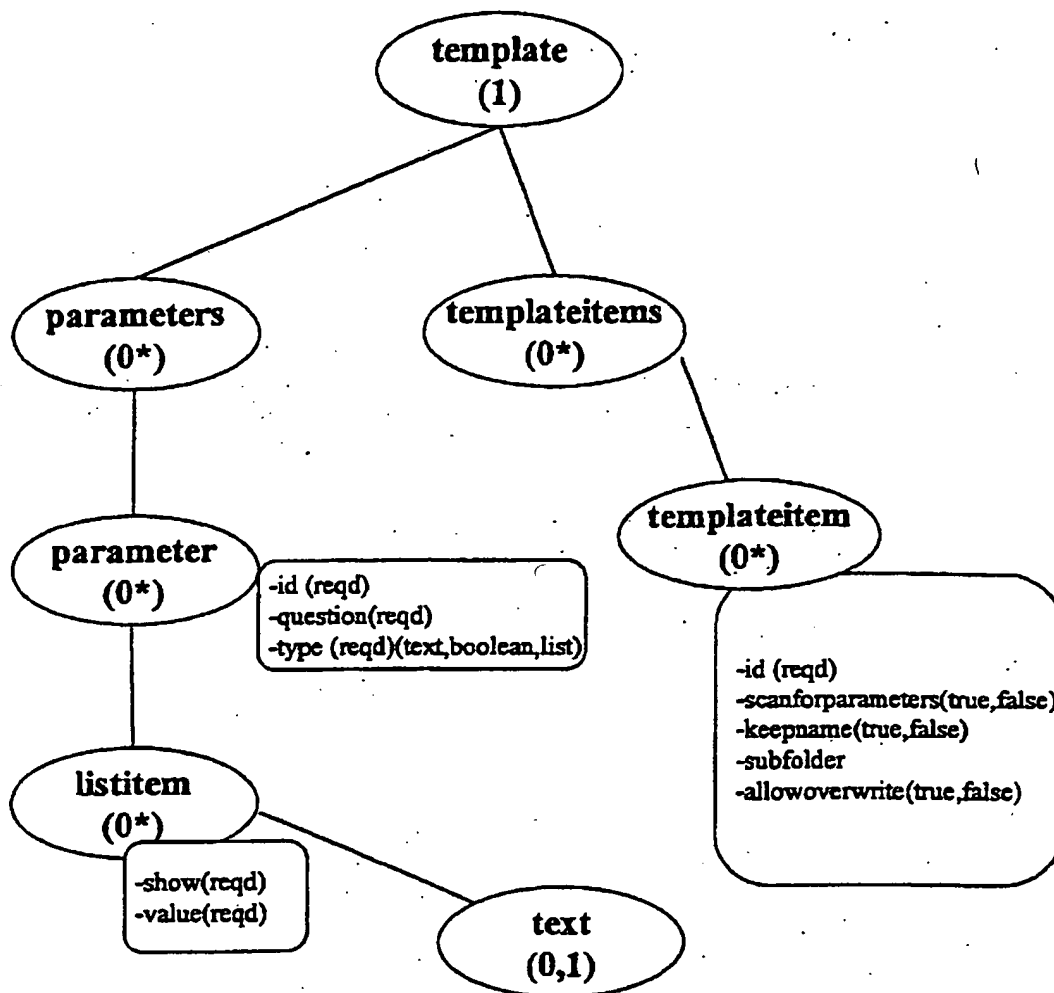 template
(1)
parameters
(0*)
templateitems
(0*)
parameter
(0*)
-id (reqd)
-question(reqd)
-type (reqd)(text,boolean,list)
templateitem
(0*)
-id (reqd)
-scanforparameters(true,false)
-keepname(true,false)
-subfolder
-allowoverwrite(true,false)
listitem
(0*)
-show(reqd)
-value(reqd)
text
(0,1)